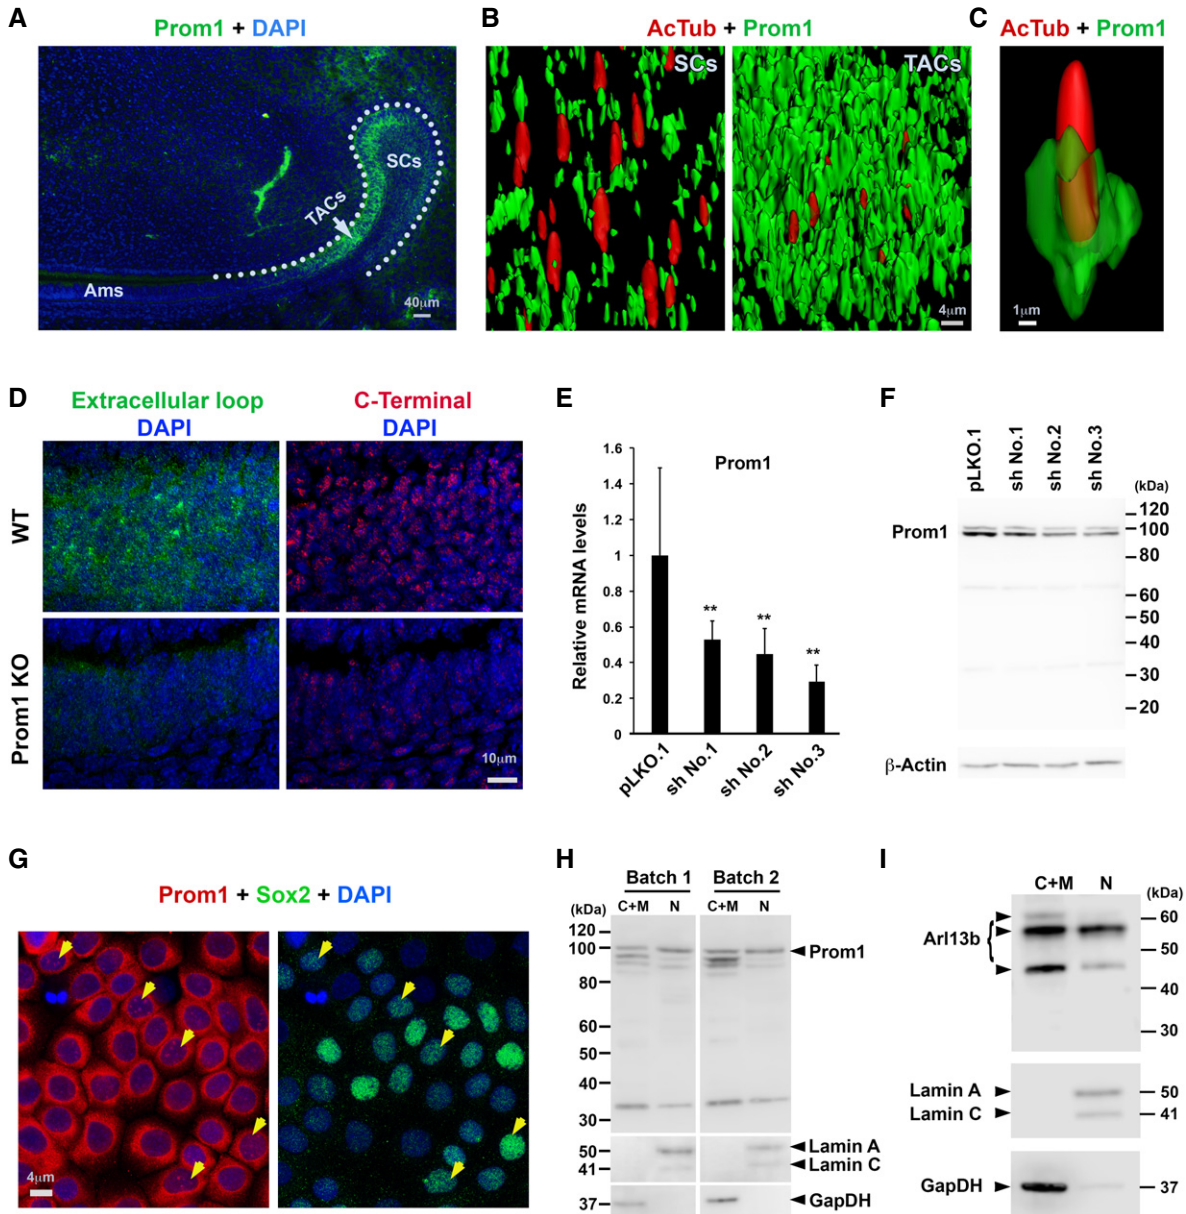 A
Prom1 + DAPI
SCs
TACs
Ams
40μm
B
AcTub + Prom1
SCs
TACs
4μm
C
AcTub + Prom1
1μm
D
Extracellular loop
DAPI
C-Terminal
DAPI
WT
Prom1 KO
10μm
E
Prom1
Relative mRNA levels
1.6
1.4
1.2
1
0.8
0.6
0.4
0.2
0
**
**
**
pLKO.1
sh No.1
sh No.2
sh No.3
F
pLKO.1
sh No.1
sh No.2
sh No.3
(kDa)
Prom1
120
100
80
60
50
40
30
20
β-Actin
G
Prom1 + Sox2 + DAPI
4μm
H
Batch 1 Batch 2
(kDa) C+M N C+M N
120
100
80
60
50
40
30
Prom1
50
41
Lamin A
Lamin C
37
GapDH
I
C+M N
(kDa)
Arl13b
60
50
40
30
Lamin A
Lamin C
50
41
GapDH
37